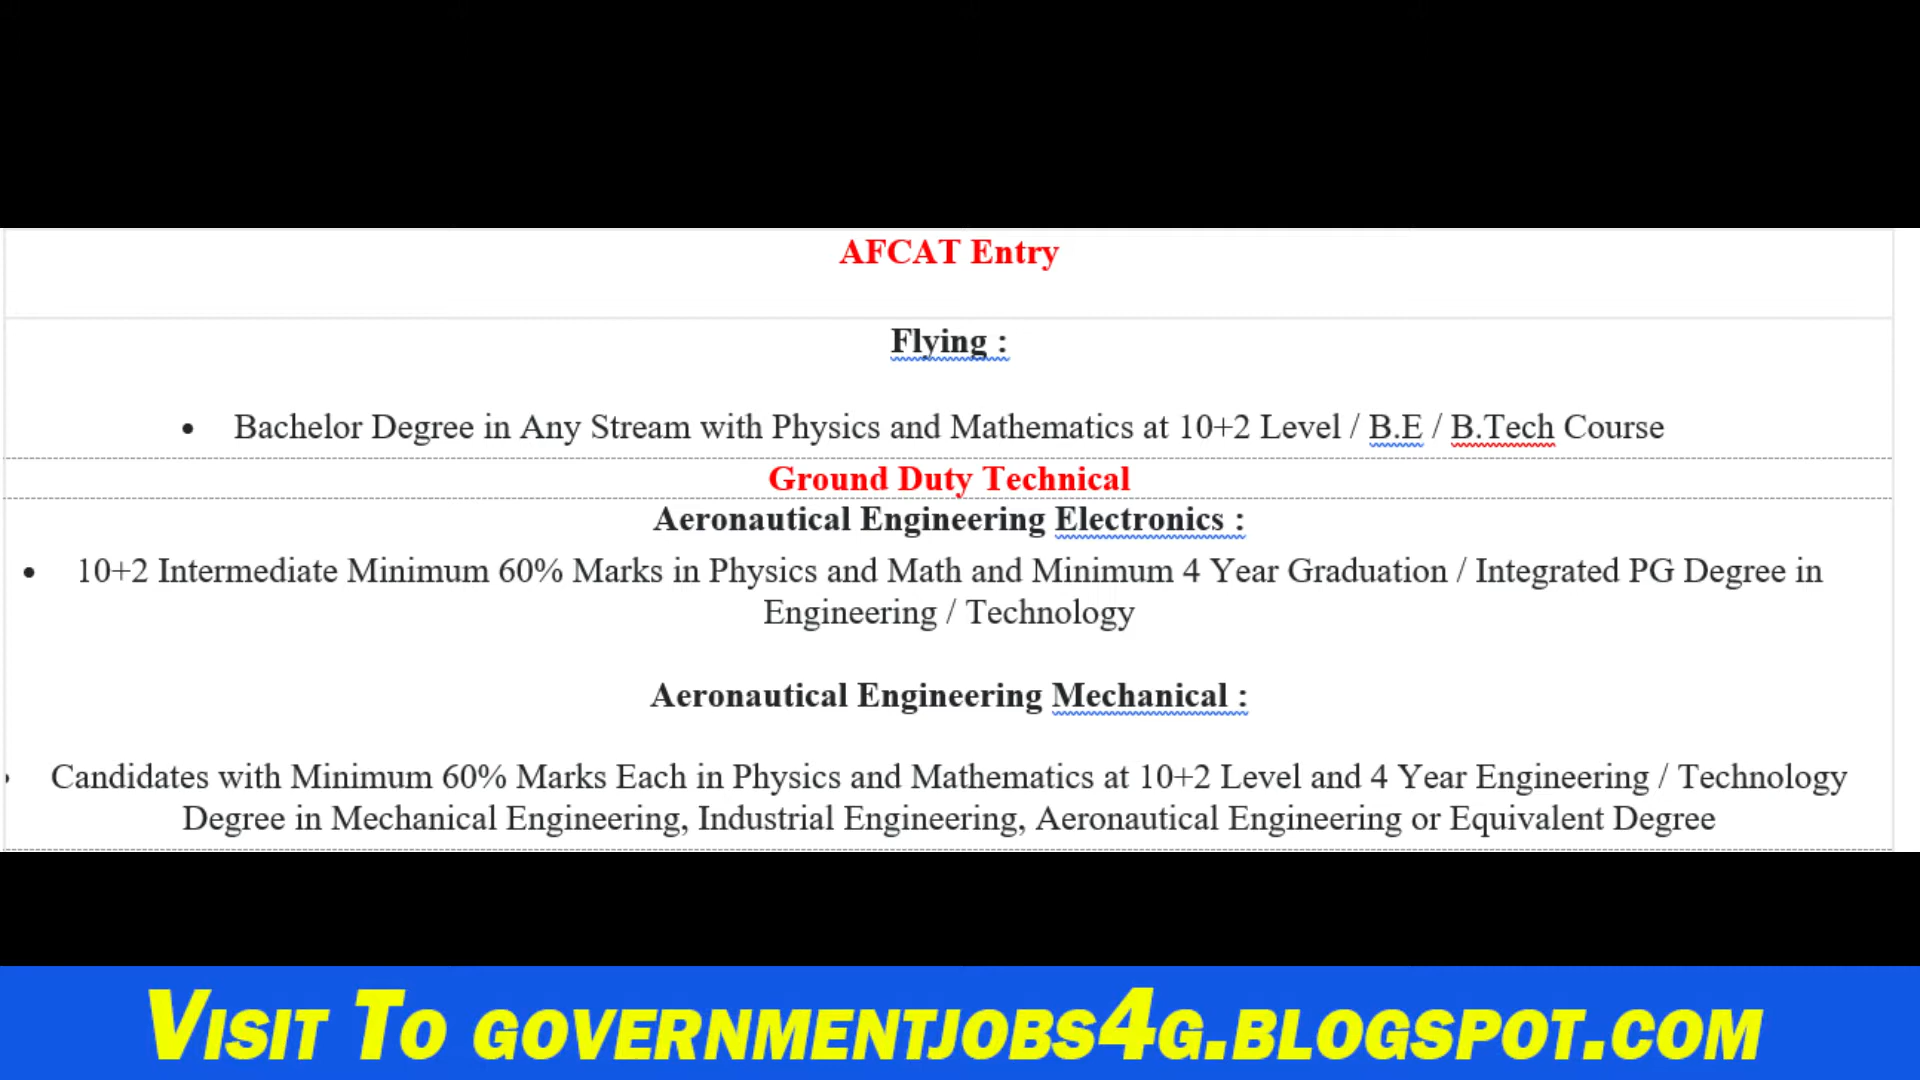 AFCAT Entry
Flying :
• Bachelor Degree in Any Stream with Physics and Mathematics at 10+2 Level / B.E / B.Tech Course
Ground Duty Technical
Aeronautical Engineering Electronics :
• 10+2 Intermediate Minimum 60% Marks in Physics and Math and Minimum 4 Year Graduation / Integrated PG Degree in
Engineering / Technology
Aeronautical Engineering Mechanical :
• Candidates with Minimum 60% Marks Each in Physics and Mathematics at 10+2 Level and 4 Year Engineering / Technology
Degree in Mechanical Engineering, Industrial Engineering, Aeronautical Engineering or Equivalent Degree
VISIT TO GOVERNMENTJOBS4G.BLOGSPOT.COM